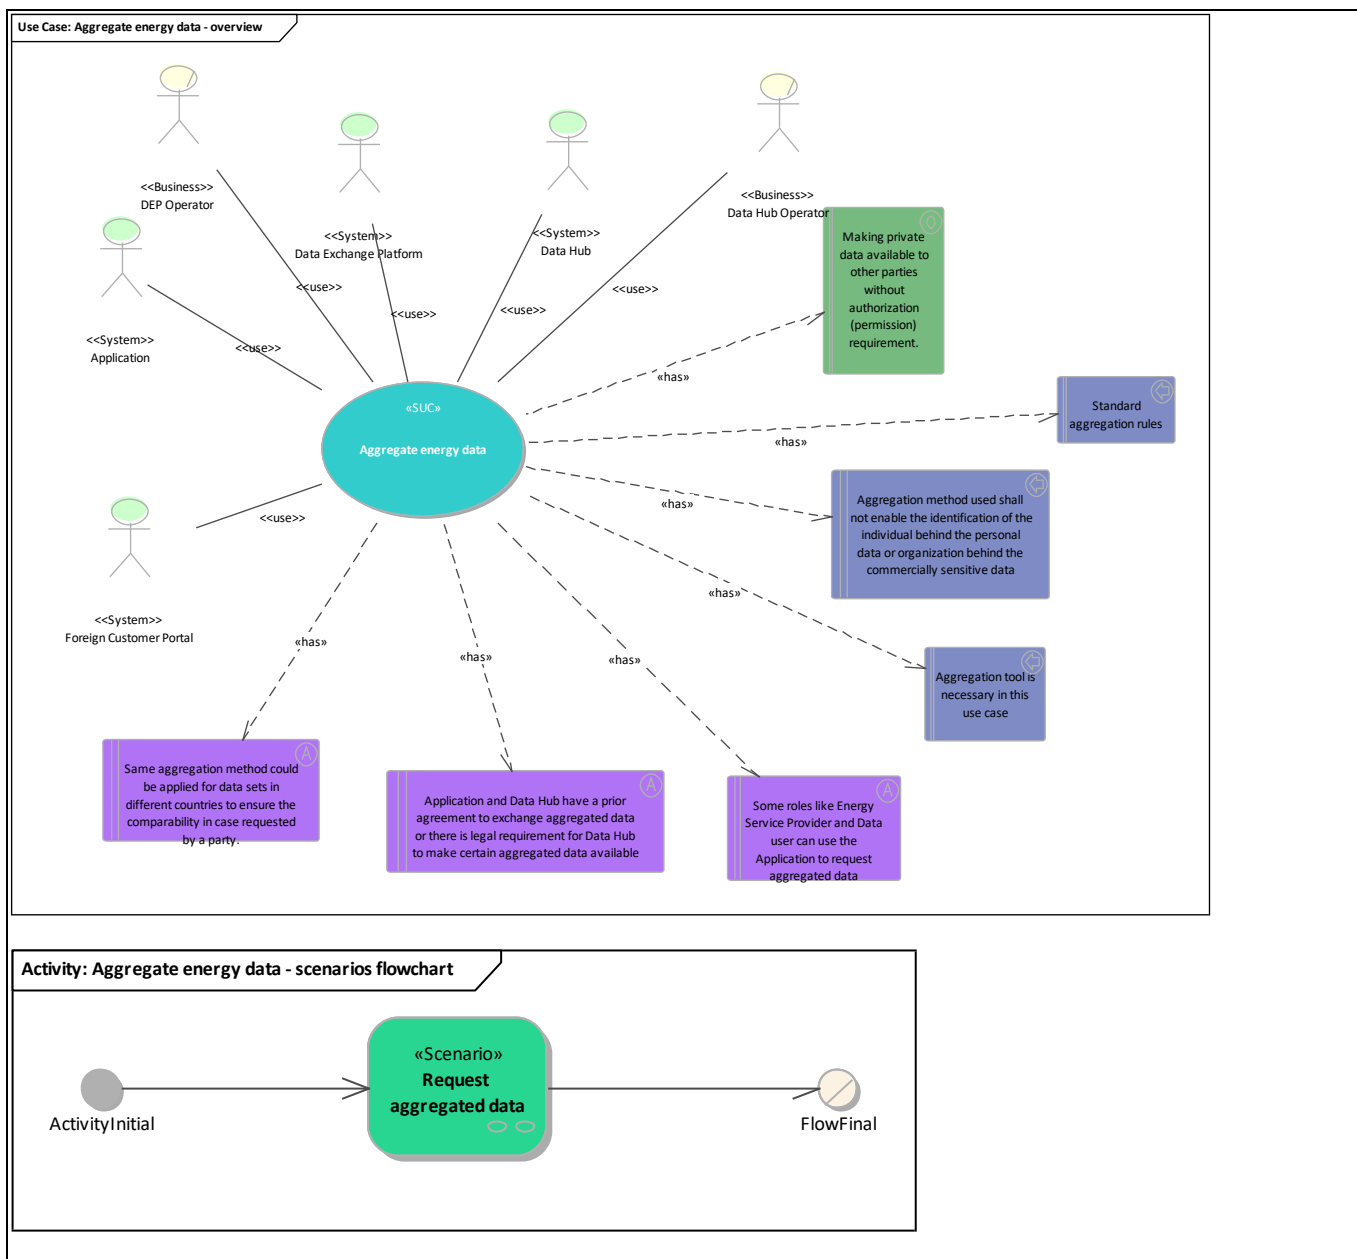 Use Case: Aggregate energy data - overview
<<Business>>
DEP Operator
<<System>>
Data Exchange Platform
<<System>>
Data Hub
<<Business>>
Data Hub Operator
<<System>>
Application
<<use>>
<<use>>
<<use>>
<<use>>
<<use>>
O
Making private
data available to
other parties
without
authorization
(permission)
requirement.
«has»
«SUC»
Aggregate energy data
Standard
aggregation rules
«has»
Aggregation method used shall
not enable the identification of the
individual behind the personal
data or organization behind the
commercially sensitive data
«has»
<<use>>
<<System>>
Foreign Customer Portal
«has»
Aggregation tool is
necessary in this
use case
«has»
«has»
«has»
A
Same aggregation method could
be applied for data sets in
different countries to ensure the
comparability in case requested
by a party.
A
Application and Data Hub have a prior
agreement to exchange aggregated data
or there is legal requirement for Data Hub
to make certain aggregated data available
A
Some roles like Energy
Service Provider and Data
user can use the
Application to request
aggregated data
Activity: Aggregate energy data - scenarios flowchart
«Scenario»
Request
aggregated data
ActivityInitial
FlowFinal